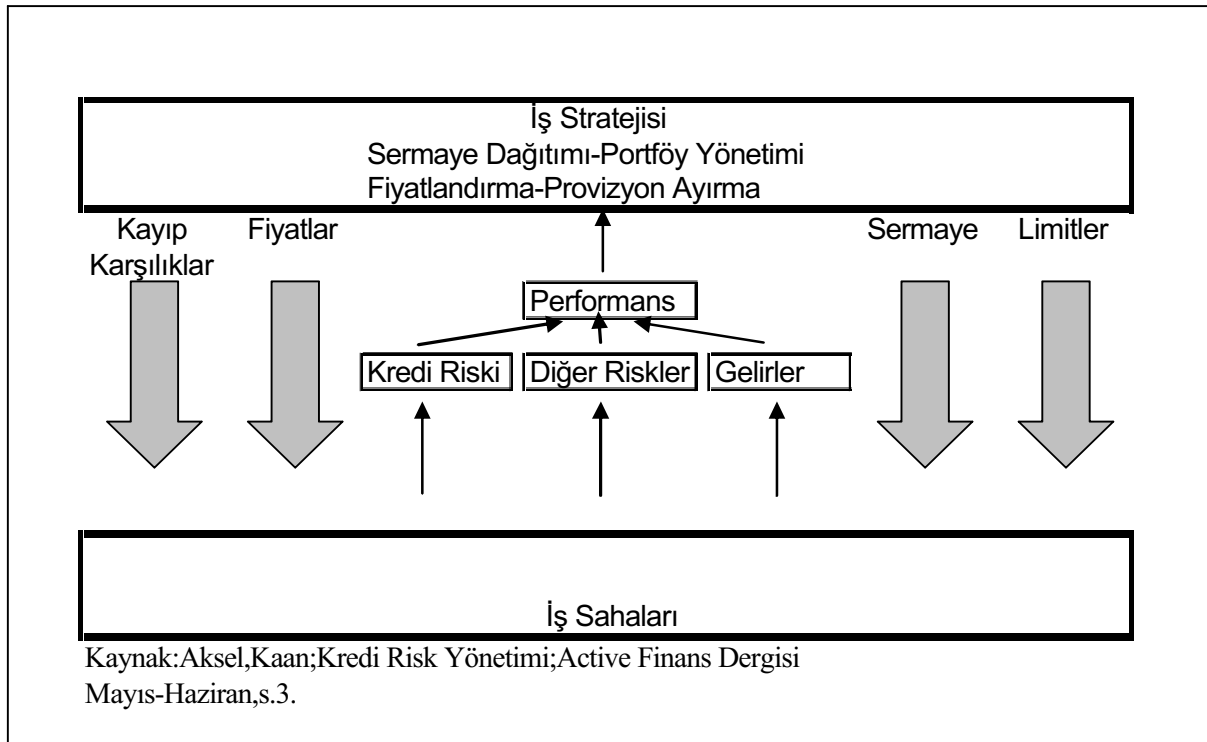 İş Stratejisi
Sermaye Dağıtımı-Portföy Yönetimi
Fiyatlandırma-Provizyon Ayırma
Kayıp
Karşılıklar
Fiyatlar
Sermaye
Limitler
Performans
Kredi Riski
Diğer Riskler
Gelirler
İş Sahaları
Kaynak:Aksel,Kaan;Kredi Risk Yönetimi;Active Finans Dergisi
Mayıs-Haziran,s.3.